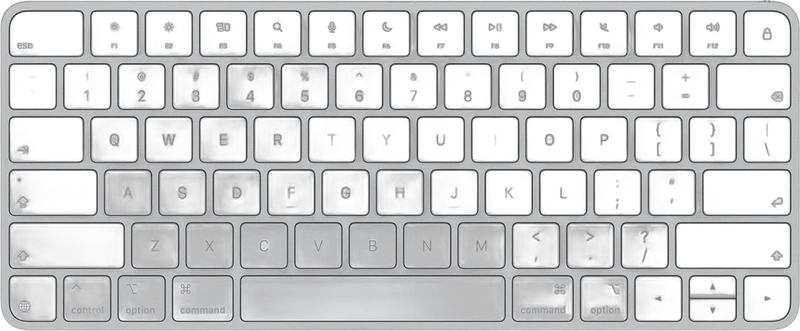 esc F1 F2 F3 F4 F5 F6 F7 F8 F9 F10 F11 F12
! @ # $ % ^ & * ( ) _ +
1 2 3 4 5 6 7 8 9 0 - =
Q W E R T Y U I O P { } |
[ ] \
A S D F G H J K L : "
; '
Z X C V B N M < > ?
, . /
control option command command option